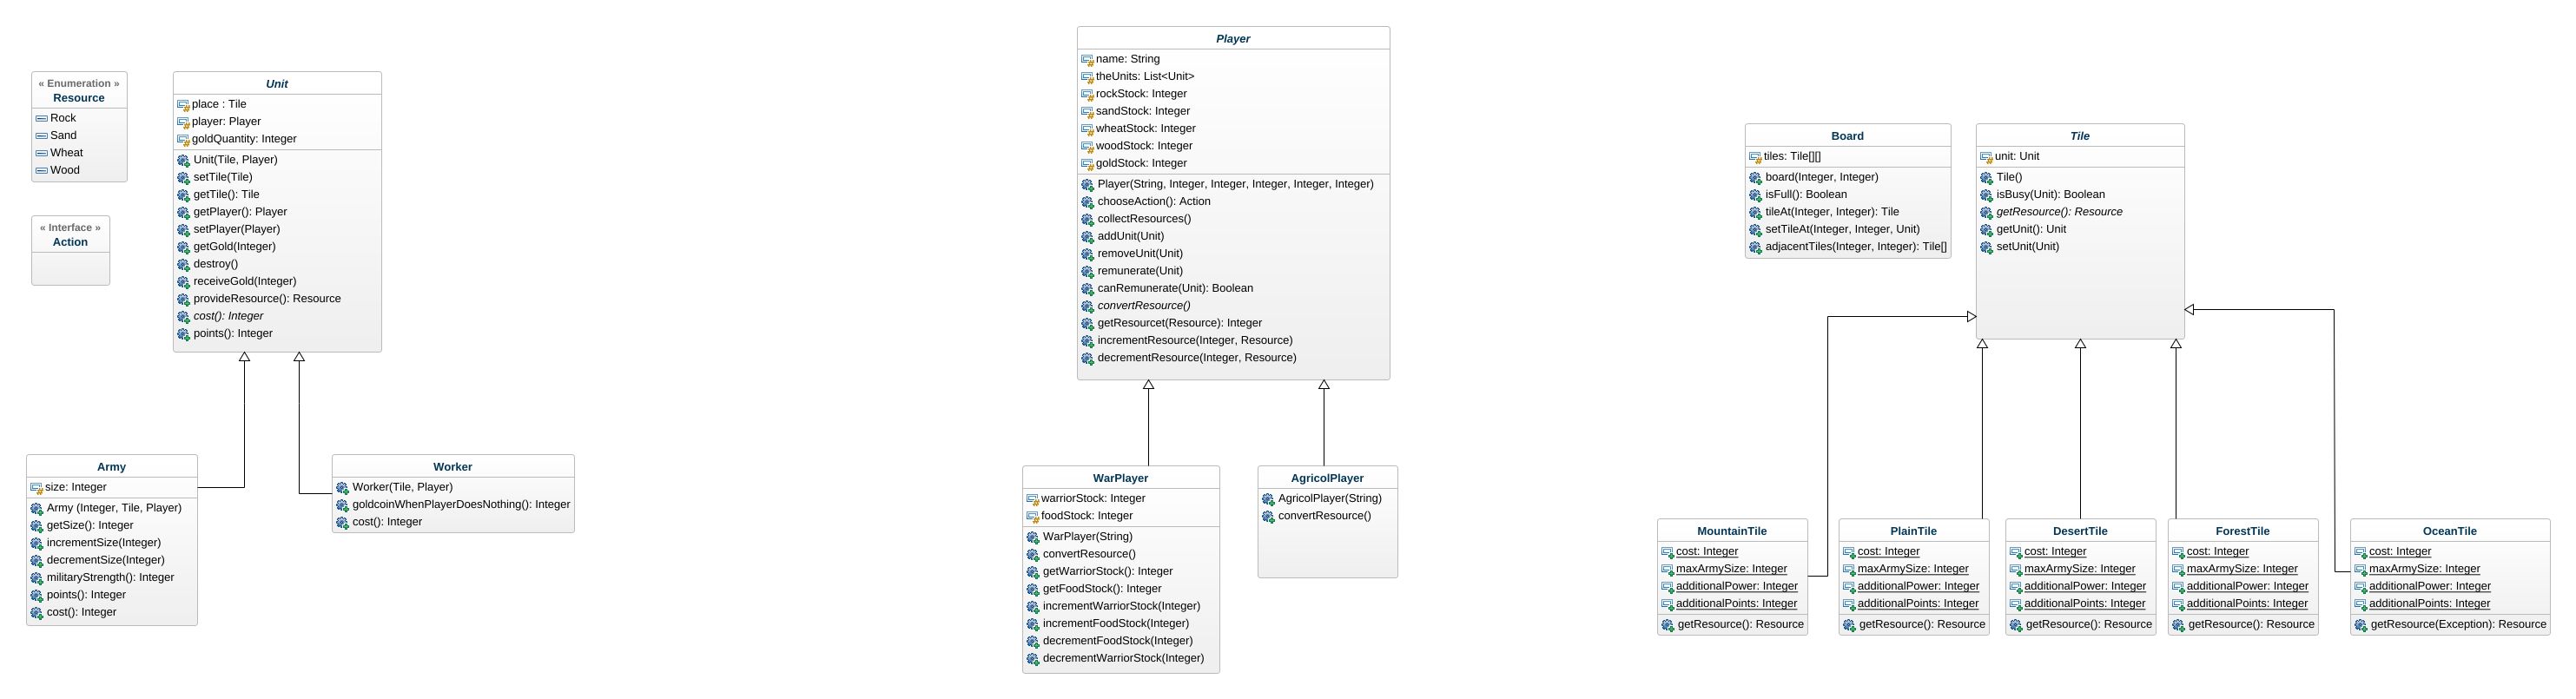 « Enumeration »
Resource
Rock
Sand
Wheat
Wood
« Interface »
Action
Unit
place : Tile
player: Player
goldQuantity: Integer
Unit(Tile, Player)
setTile(Tile)
getTile(): Tile
getPlayer(): Player
setPlayer(Player)
getGold(Integer)
destroy()
receiveGold(Integer)
provideResource(): Resource
cost(): Integer
points(): Integer
Army
size: Integer
Army (Integer, Tile, Player)
getSize(): Integer
incrementSize(Integer)
decrementSize(Integer)
militaryStrength(): Integer
points(): Integer
cost(): Integer
Worker
Worker(Tile, Player)
goldcoinWhenPlayerDoesNothing(): Integer
cost(): Integer
Player
name: String
theUnits: List<Unit>
rockStock: Integer
sandStock: Integer
wheatStock: Integer
woodStock: Integer
goldStock: Integer
Player(String, Integer, Integer, Integer, Integer, Integer)
chooseAction(): Action
collectResources()
addUnit(Unit)
removeUnit(Unit)
remunerate(Unit)
canRemunerate(Unit): Boolean
convertResource()
getResourcet(Resource): Integer
incrementResource(Integer, Resource)
decrementResource(Integer, Resource)
WarPlayer
warriorStock: Integer
foodStock: Integer
WarPlayer(String)
convertResource()
getWarriorStock(): Integer
getFoodStock(): Integer
incrementWarriorStock(Integer)
incrementFoodStock(Integer)
decrementFoodStock(Integer)
decrementWarriorStock(Integer)
AgricolPlayer
AgricolPlayer(String)
convertResource()
Board
tiles: Tile[][]
board(Integer, Integer)
isFull(): Boolean
tileAt(Integer, Integer): Tile
setTileAt(Integer, Integer, Unit)
adjacentTiles(Integer, Integer): Tile[]
Tile
unit: Unit
Tile()
isBusy(Unit): Boolean
getResource(): Resource
getUnit(): Unit
setUnit(Unit)
MountainTile
cost: Integer
maxArmySize: Integer
additionalPower: Integer
additionalPoints: Integer
getResource(): Resource
PlainTile
cost: Integer
maxArmySize: Integer
additionalPower: Integer
additionalPoints: Integer
getResource(): Resource
DesertTile
cost: Integer
maxArmySize: Integer
additionalPower: Integer
additionalPoints: Integer
getResource(): Resource
ForestTile
cost: Integer
maxArmySize: Integer
additionalPower: Integer
additionalPoints: Integer
getResource(): Resource
OceanTile
cost: Integer
maxArmySize: Integer
additionalPower: Integer
additionalPoints: Integer
getResource(Exception): Resource